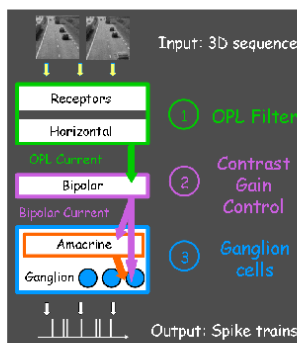 Input: 3D sequence
Receptors
Horizontal
1
OPL Filter
OPL Current
Bipolar
2
Contrast
Gain
Control
Bipolar Current
Amacrine
Ganglion
3
Ganglion
cells
Output: Spike trains